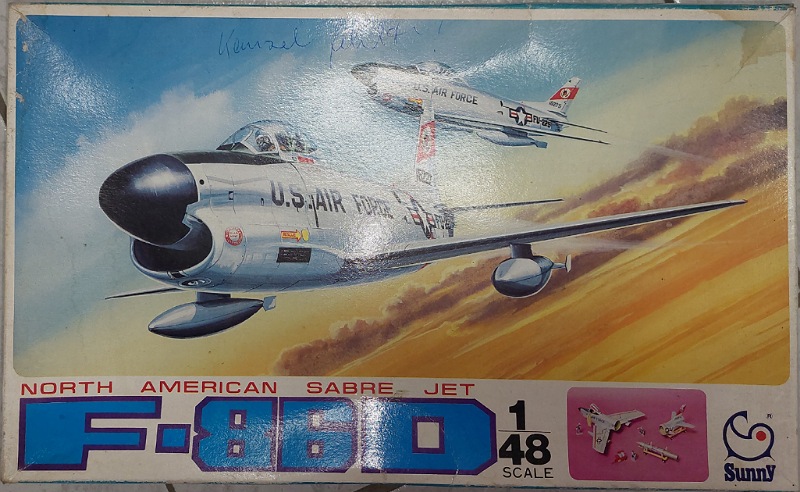 U.S. AIR FORCE
U.S. AIR FORCE
NORTH AMERICAN SABRE JET
F-86D
1/48
SCALE
®
Sunny